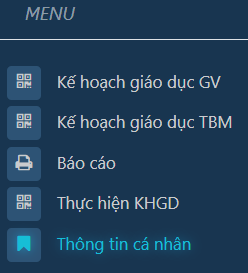 MENU
Kế hoạch giáo dục GV
Kế hoạch giáo dục TBM
Báo cáo
Thực hiện KHGD
Thông tin cá nhân